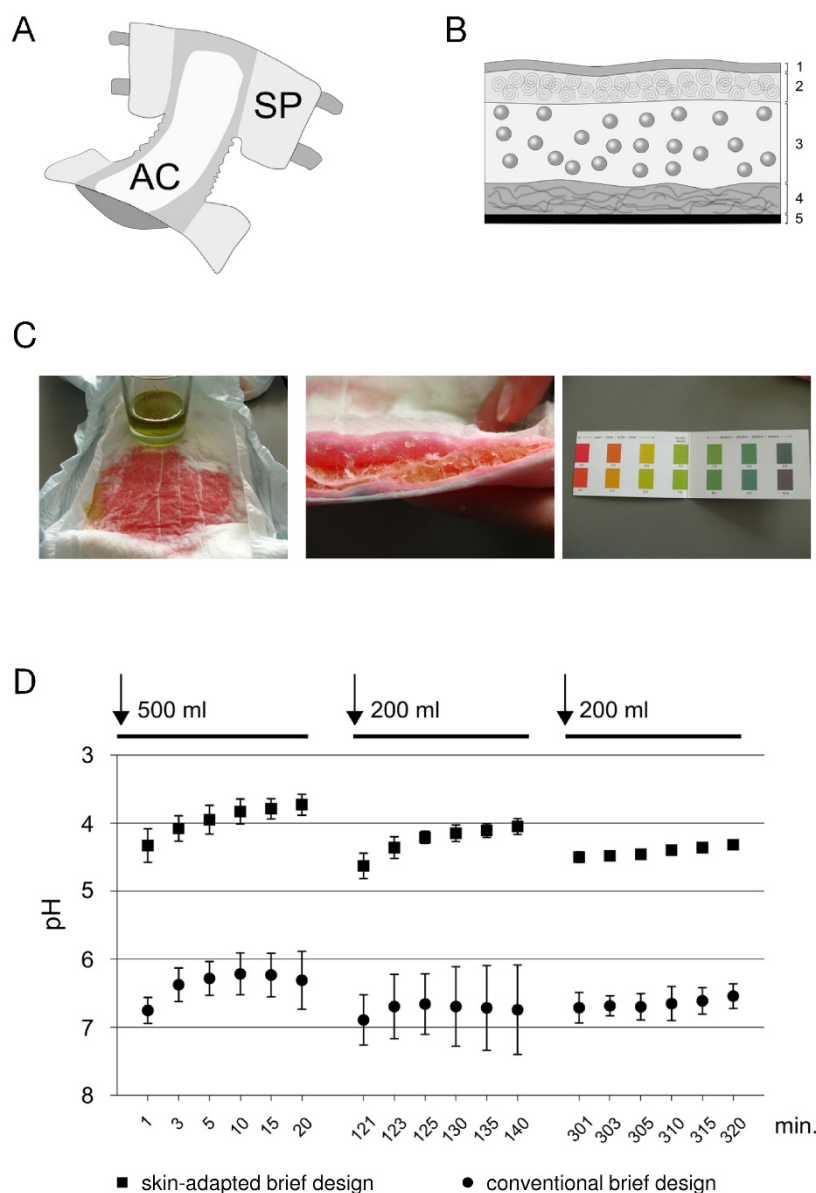 A
SP
AC
B
1
2
3
4
5
C
D
500 ml
200 ml
200 ml
pH
3
4
5
6
7
8
1 3 5 10 15 20 121 123 125 130 135 140 301 303 305 310 315 320 min.
■ skin-adapted brief design ● conventional brief design